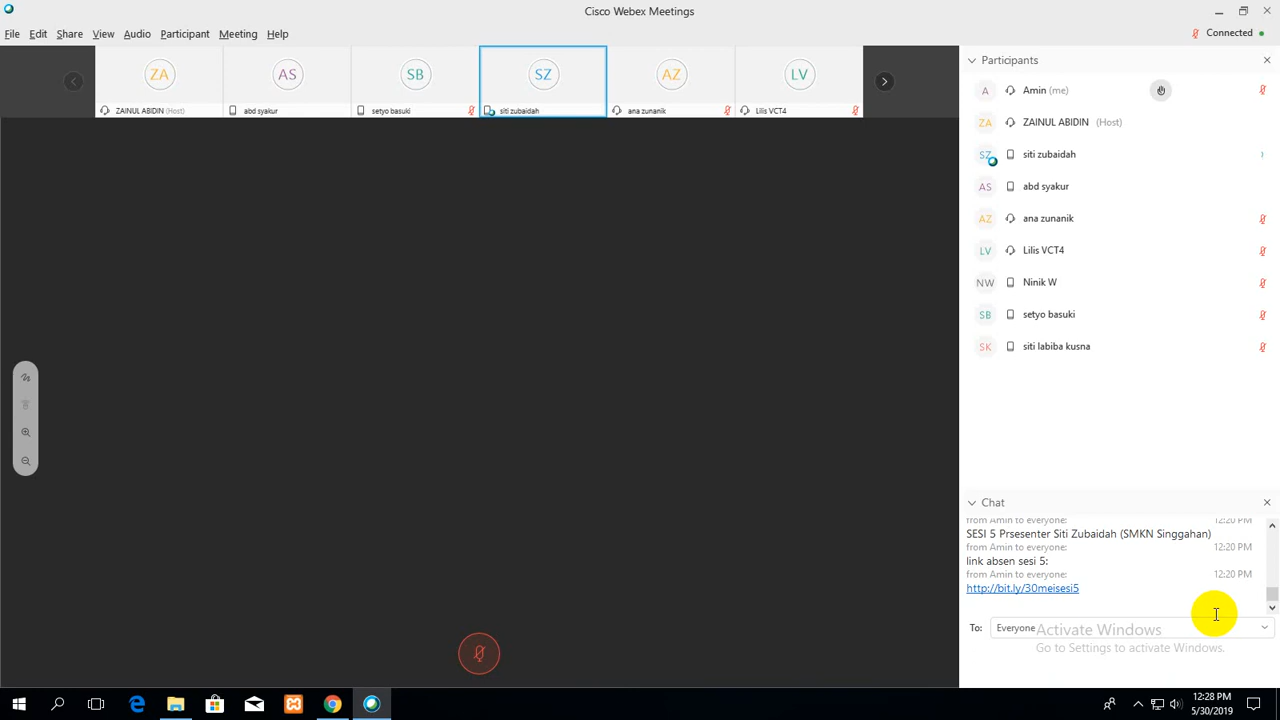 Cisco Webex Meetings
File Edit Share View Audio Participant Meeting Help
Connected
ZA
AS
SB
SZ
AZ
LV
ZAINUL ABIDIN (Host)
abd syakur
setyo basuki
siti zubaidah
ana zunanik
Lilis VCT4
Participants
A Amin (me)
ZA ZAINUL ABIDIN (Host)
SZ siti zubaidah
AS abd syakur
AZ ana zunanik
LV Lilis VCT4
NW Ninik W
SB setyo basuki
SK siti labiba kusna
Chat
from Amin to everyone: 12:20 PM
SESI 5 Prsesenter Siti Zubaidah (SMKN Singgahan)
from Amin to everyone: 12:20 PM
link absen sesi 5:
from Amin to everyone: 12:20 PM
http://bit.ly/30meisesi5
To: Everyone
Activate Windows
Go to Settings to activate Windows.
12:28 PM
5/30/2019